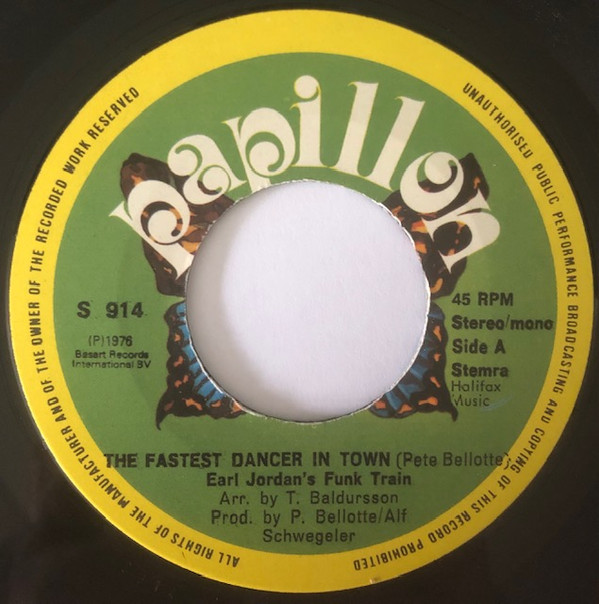 papillon
S 914
(P)1976
Basart Records
International BV
45 RPM
Stereo/mono
Side A
Stemra
Halifax
Music
THE FASTEST DANCER IN TOWN (Pete Bellotte)
Earl Jordan's Funk Train
Arr. by T. Baldursson
Prod. by P. Bellotte/Alf
Schwegeler
ALL RIGHTS OF THE MANUFACTURER AND OF THE OWNER OF THE RECORDED WORK RESERVED
UNAUTHORISED PUBLIC PERFORMANCE BROADCASTING AND COPYING OF THIS RECORD PROHIBITED